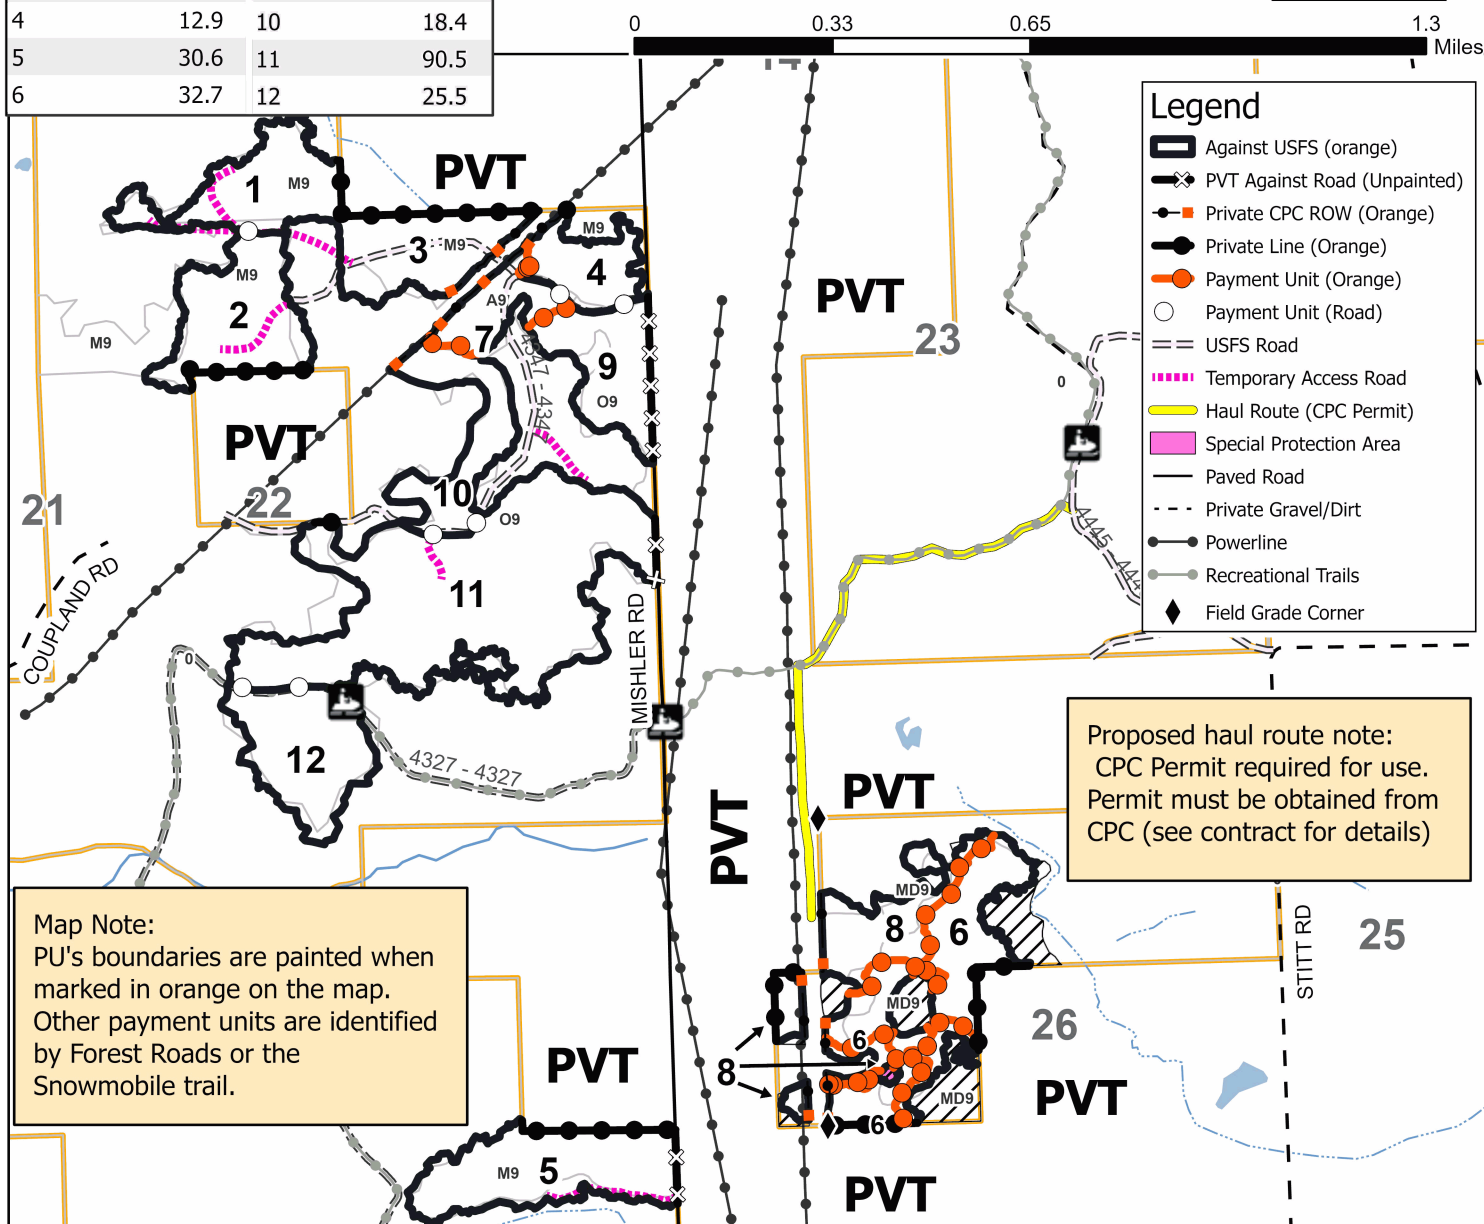 4 12.9 10 18.4
5 30.6 11 90.5
6 32.7 12 25.5
0 0.33 0.65 1.3
Miles
14
Legend
Against USFS (orange)
PVT Against Road (Unpainted)
Private CPC ROW (Orange)
Private Line (Orange)
Payment Unit (Orange)
Payment Unit (Road)
USFS Road
Temporary Access Road
Haul Route (CPC Permit)
Special Protection Area
Paved Road
Private Gravel/Dirt
Powerline
Recreational Trails
Field Grade Corner
PVT
1 M9
M9
3 M9
4
M9
2
A9
7
M9
9
O9
PVT
23
0
PVT
21
22
10
O9
4347 - 434
4445
444
COUPLAND RD
11
MISHLER RD
0
12
4327 - 4327
Proposed haul route note:
CPC Permit required for use.
Permit must be obtained from
CPC (see contract for details)
PVT
PVT
MD9
8 6
25
STITT RD
Map Note:
PU's boundaries are painted when
marked in orange on the map.
Other payment units are identified
by Forest Roads or the
Snowmobile trail.
MD9
26
6
8
PVT
MD9
PVT
6
M9 5
PVT